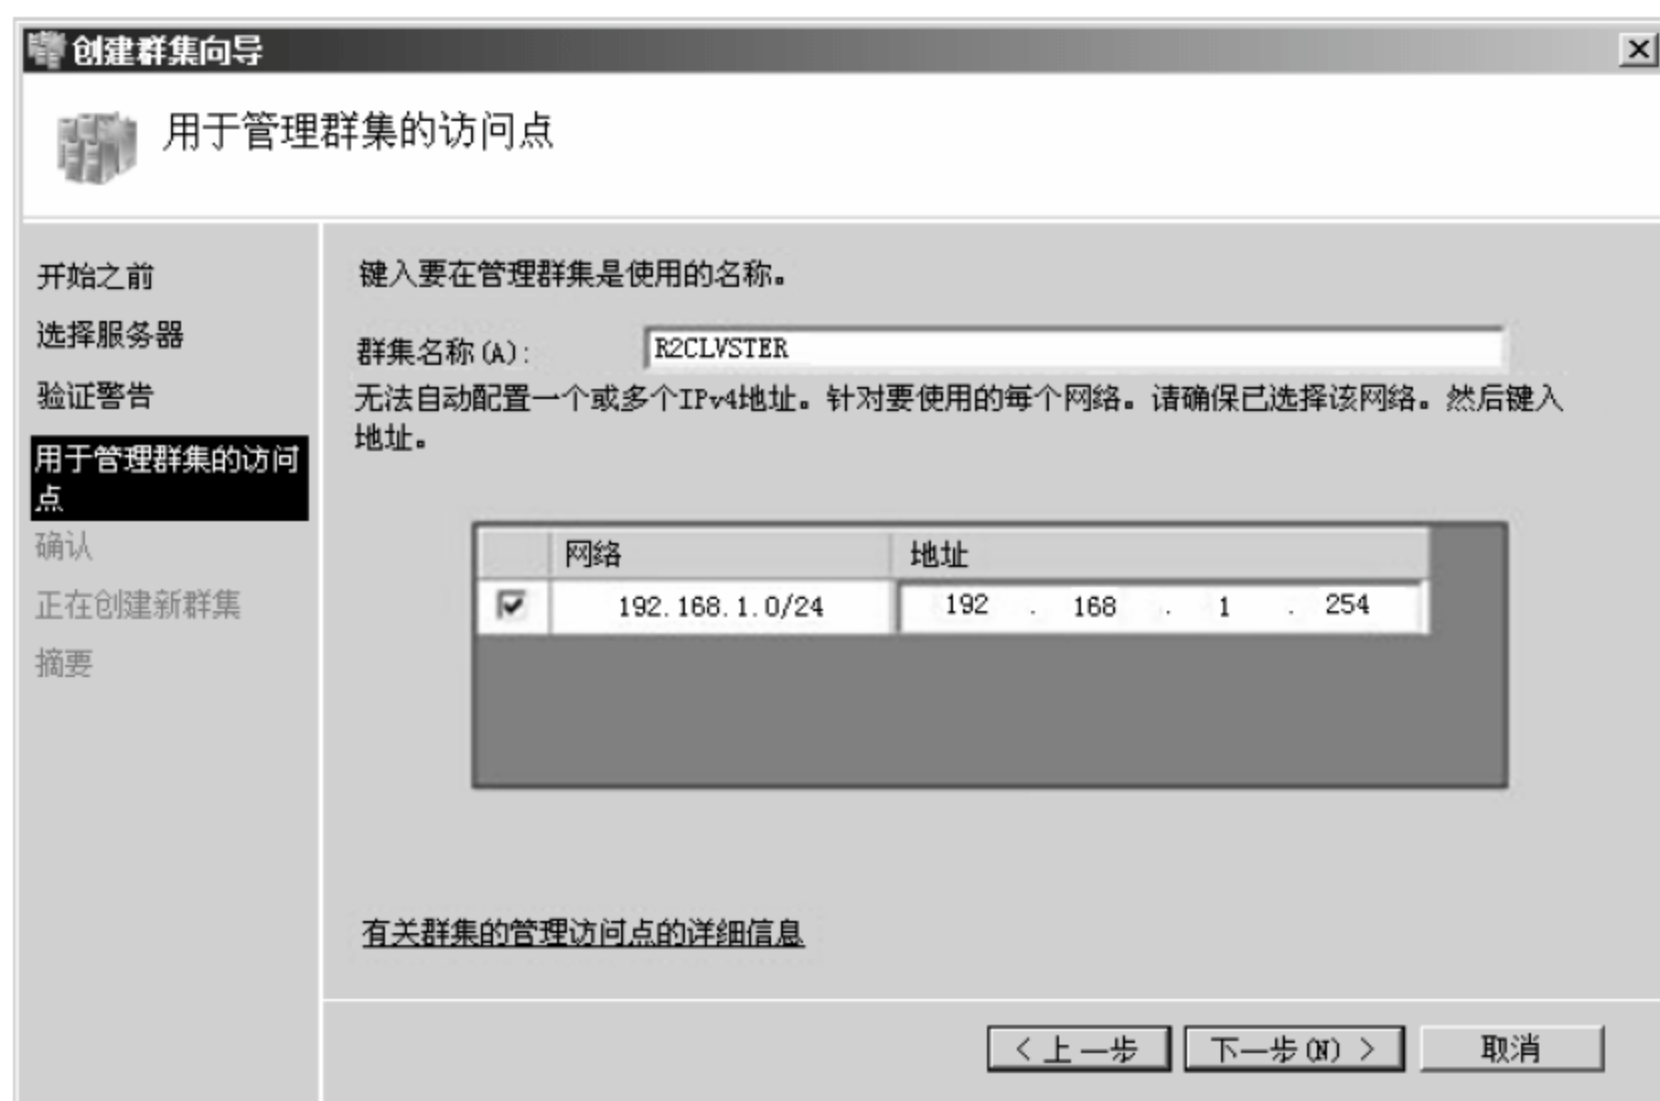 创建群集向导
用于管理群集的访问点
开始之前
选择服务器
验证警告
用于管理群集的访问
点
确认
正在创建新群集
摘要
键入要在管理群集是使用的名称。
群集名称(A): R2CLVSTER
无法自动配置一个或多个IPv4地址。针对要使用的每个网络。请确保已选择该网络。然后键入
地址。
网络 地址
192.168.1.0/24 192 . 168 . 1 . 254
有关群集的管理访问点的详细信息
<上一步 下一步(N) > 取消